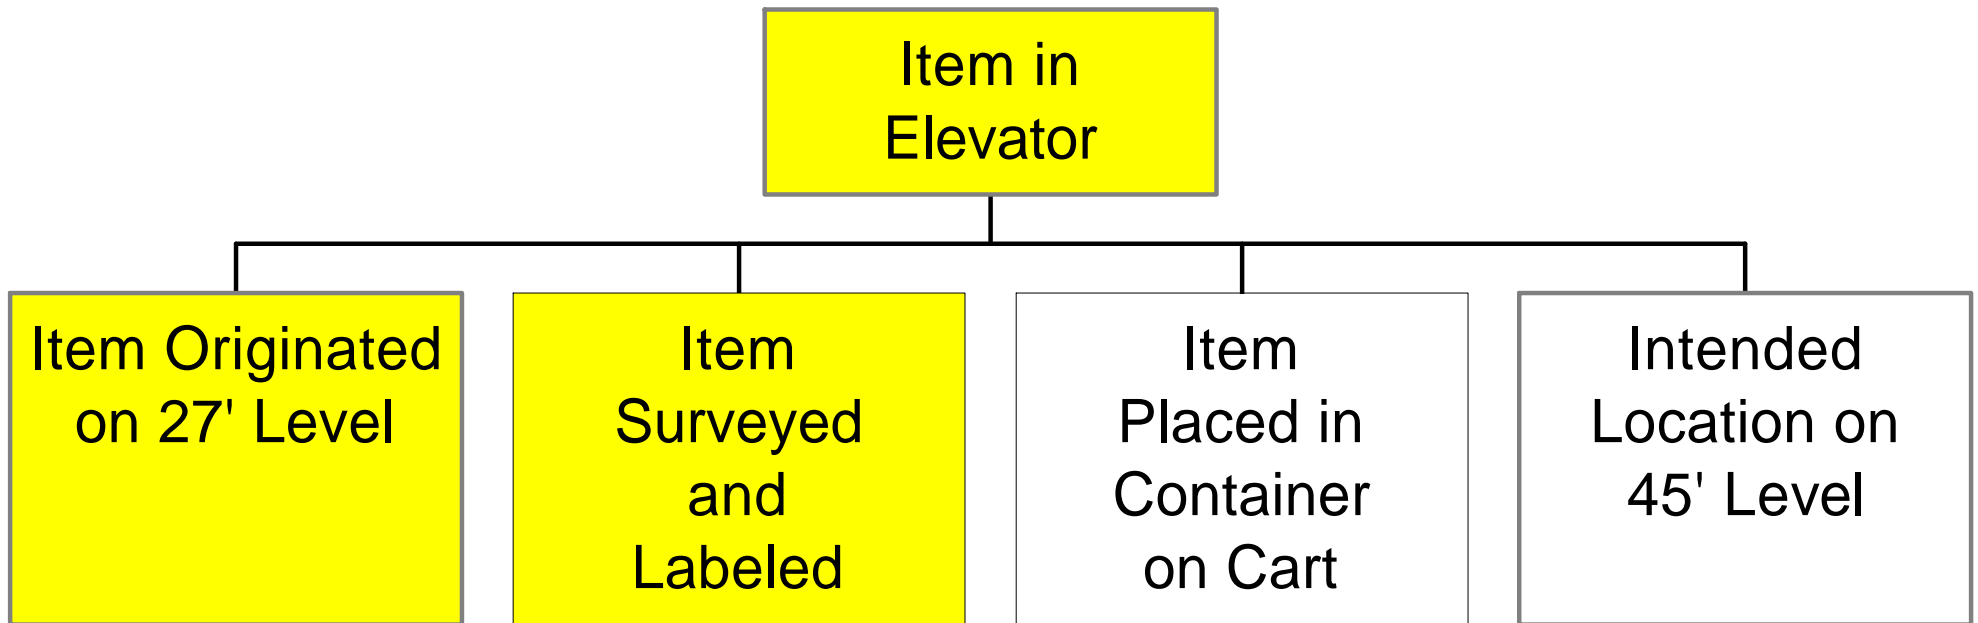 Item in
Elevator
Item Originated
on 27' Level
Item
Surveyed
and
Labeled
Item
Placed in
Container
on Cart
Intended
Location on
45' Level